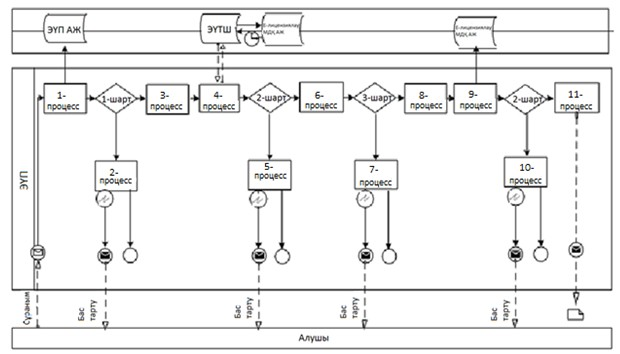 ЭҮП АЖ
ЭҮТШ
Е-лицензиялау
МДҚ АЖ
Е-лицензиялау
МДҚ АЖ
ЭҮП
1-
процесс
1-шарт
3-
процесс
4-
процесс
2-шарт
6-
процесс
3-шарт
8-
процесс
9-
процесс
2-шарт
11-
процесс
2-
процесс
5-
процесс
7-
процесс
10-
процесс
Сұраным
Бас
тарту
Бас
тарту
Бас
тарту
Бас
тарту
Алушы